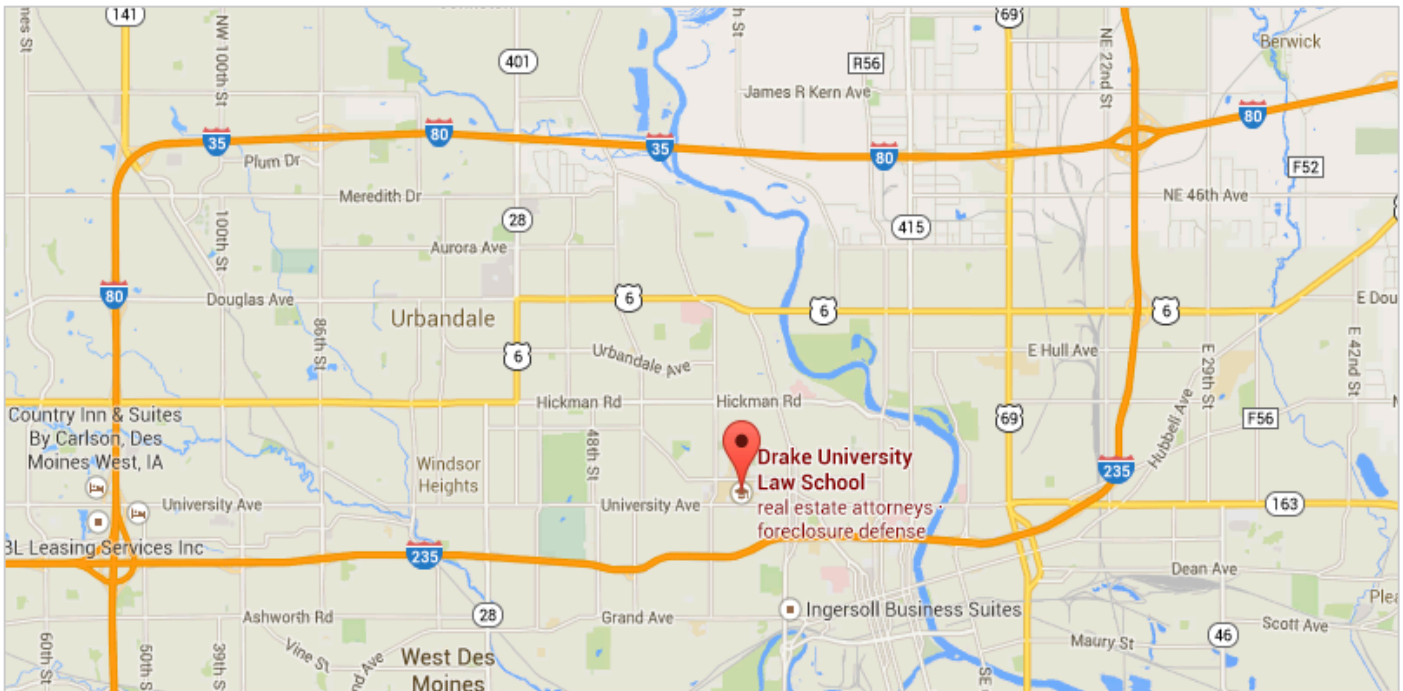 141
NW 100th St
401
R56
69
NE 22nd St
Berwick
James R Kern Ave
35
80
35
80
80
Plum Dr
F52
Meredith Dr
NE 46th Ave
28
415
100th St
Aurora Ave
80
Douglas Ave
6
6
6
86th St
Urbandale
6
Urbandale Ave
E Hull Ave
E 29th St
E 42nd St
Hickman Rd
Hickman Rd
Country Inn & Suites
By Carlson, Des
Moines West, IA
69
F56
Hubbell Ave
48th St
Windsor
Heights
Drake University
Law School
real estate attorneys ·
foreclosure defense
235
University Ave
University Ave
163
BL Leasing Services Inc
235
Dean Ave
Ashworth Rd
28
Grand Ave
Ingersoll Business Suites
46
Scott Ave
Maury St
60th St
50th S
39th S
Vine St
West Des
Moines